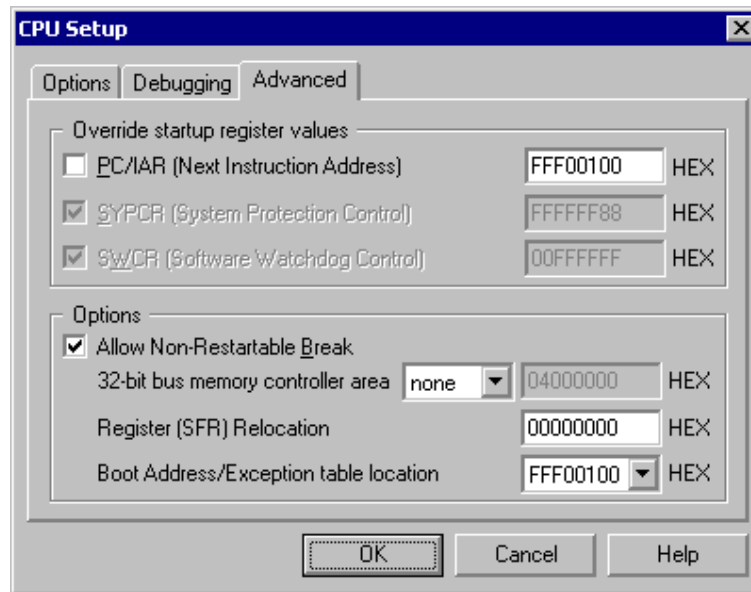 CPU Setup
Options Debugging Advanced
Override startup register values
PC/IAR (Next Instruction Address) FFF00100 HEX
SYPCR (System Protection Control) FFFFFF88 HEX
SWCR (Software Watchdog Control) 00FFFFFF HEX
Options
Allow Non-Restartable Break
32-bit bus memory controller area none 04000000 HEX
Register (SFR) Relocation 00000000 HEX
Boot Address/Exception table location FFF00100 HEX
OK Cancel Help